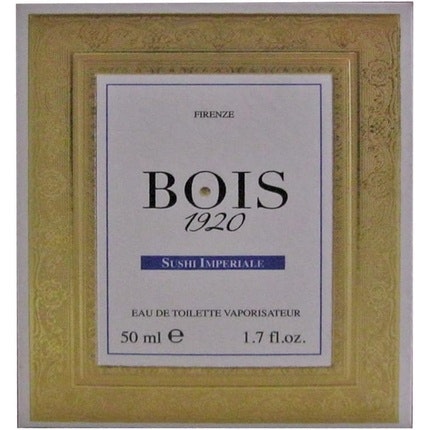 FIRENZE
BOIS
1920
SUSHI IMPERIALE
EAU DE TOILETTE VAPORISATEUR
50 ml ℮ 1.7 fl.oz.